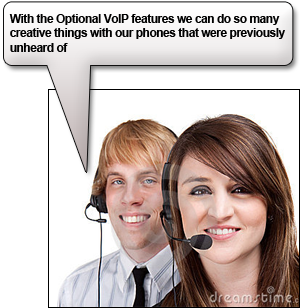 With the Optional VoIP features we can do so many
creative things with our phones that were previously
unheard of
dreamstime